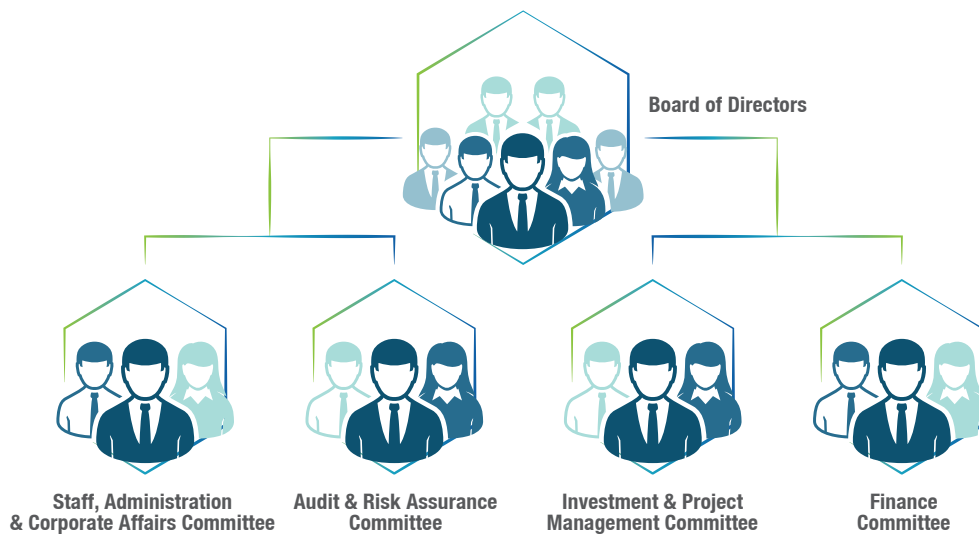 Board of Directors
Staff, Administration
& Corporate Affairs Committee
Audit & Risk Assurance
Committee
Investment & Project
Management Committee
Finance
Committee